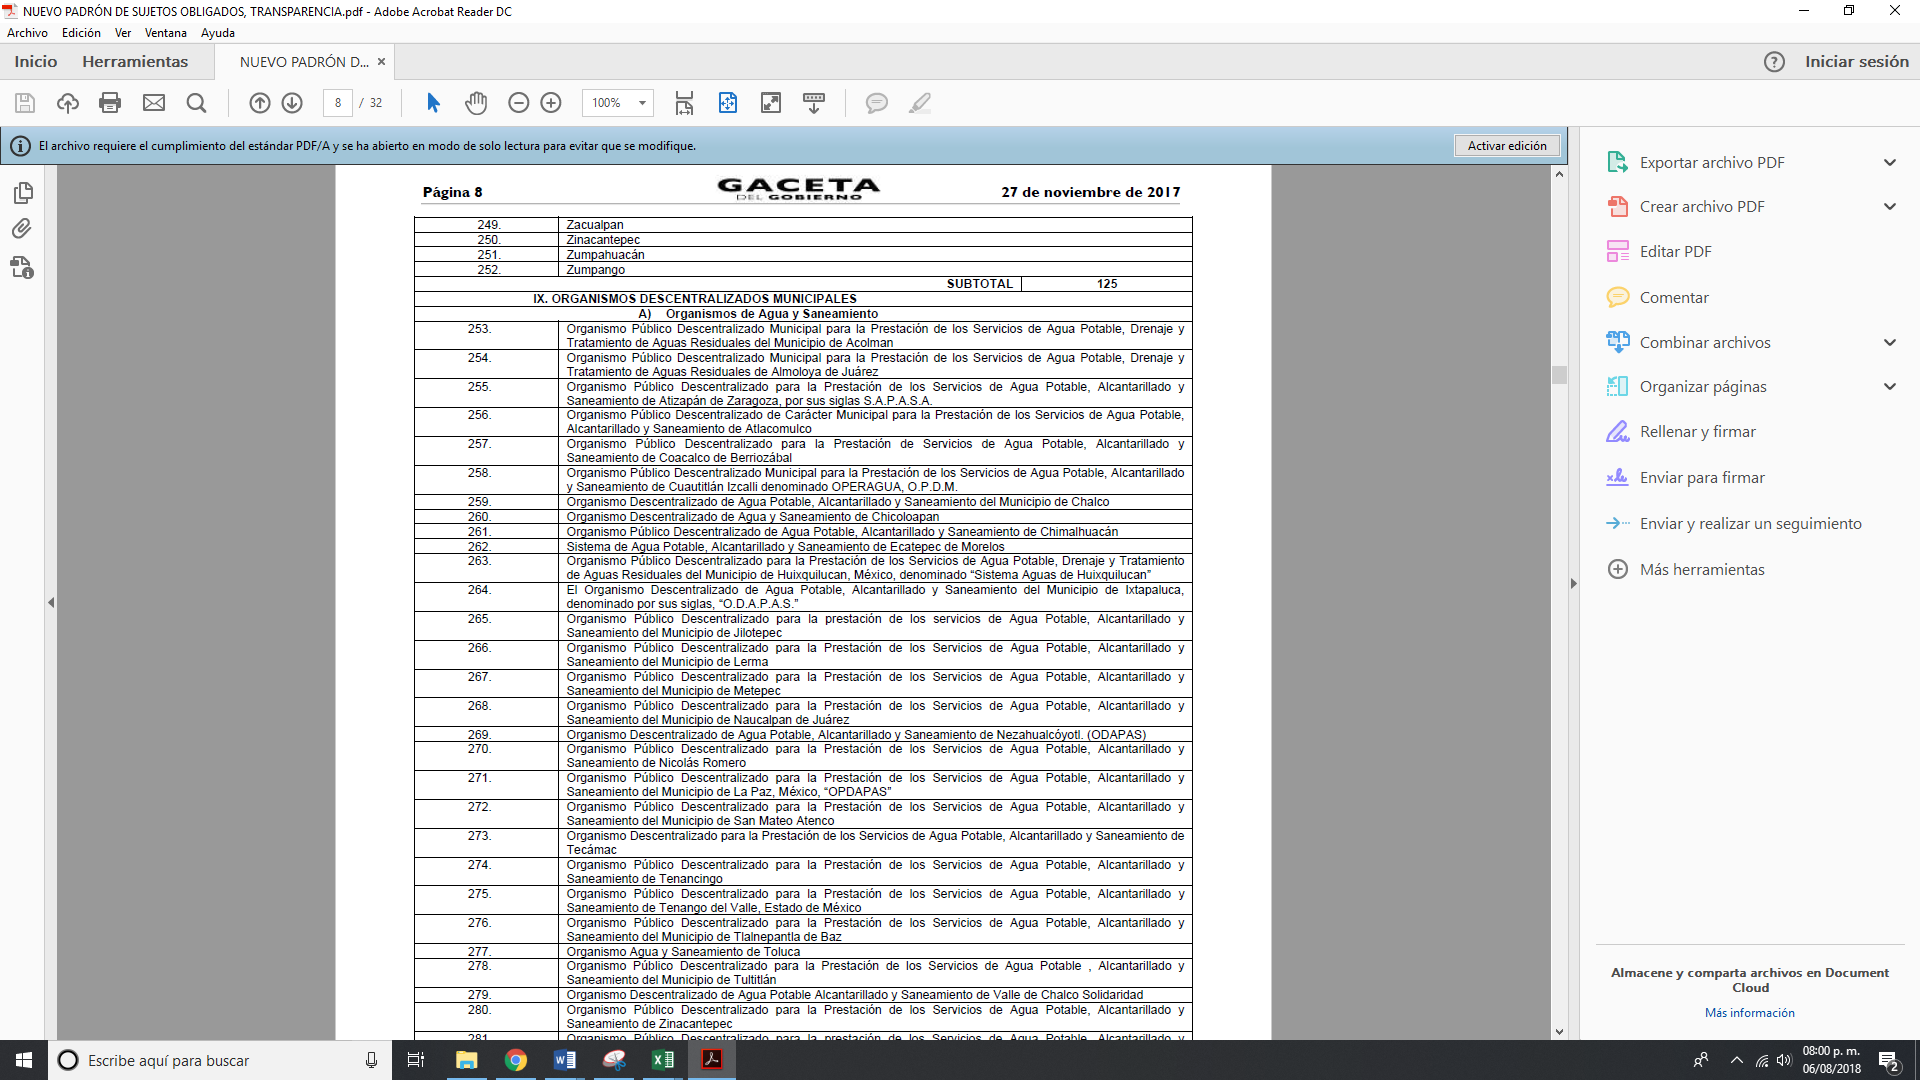 NUEVO PADRÓN DE SUJETOS OBLIGADOS, TRANSPARENCIA.pdf - Adobe Acrobat Reader DC
Archivo Edición Ver Ventana Ayuda
Inicio Herramientas NUEVO PADRÓN D... Iniciar sesión
8 / 32 100%
El archivo requiere el cumplimiento del estándar PDF/A y se ha abierto en modo de solo lectura para evitar que se modifique. Activar edición
Página 8 GACETA DEL GOBIERNO 27 de noviembre de 2017
249. Zacualpan
250. Zinacantepec
251. Zumpahuacán
252. Zumpango
SUBTOTAL 125
IX. ORGANISMOS DESCENTRALIZADOS MUNICIPALES
A) Organismos de Agua y Saneamiento
253. Organismo Público Descentralizado Municipal para la Prestación de los Servicios de Agua Potable, Drenaje y
Tratamiento de Aguas Residuales del Municipio de Acolman
254. Organismo Público Descentralizado Municipal para la Prestación de los Servicios de Agua Potable, Drenaje y
Tratamiento de Aguas Residuales de Almoloya de Juárez
255. Organismo Público Descentralizado para la Prestación de los Servicios de Agua Potable, Alcantarillado y
Saneamiento de Atizapán de Zaragoza, por sus siglas S.A.P.A.S.A.
256. Organismo Público Descentralizado de Carácter Municipal para la Prestación de los Servicios de Agua Potable,
Alcantarillado y Saneamiento de Atlacomulco
257. Organismo Público Descentralizado para la Prestación de Servicios de Agua Potable, Alcantarillado y
Saneamiento de Coacalco de Berriozábal
258. Organismo Público Descentralizado Municipal para la Prestación de los Servicios de Agua Potable, Alcantarillado
y Saneamiento de Cuautitlán Izcalli denominado OPERAGUA, O.P.D.M.
259. Organismo Descentralizado de Agua Potable, Alcantarillado y Saneamiento del Municipio de Chalco
260. Organismo Descentralizado de Agua y Saneamiento de Chicoloapan
261. Organismo Público Descentralizado de Agua Potable, Alcantarillado y Saneamiento de Chimalhuacán
262. Sistema de Agua Potable, Alcantarillado y Saneamiento de Ecatepec de Morelos
263. Organismo Público Descentralizado para la Prestación de los Servicios de Agua Potable, Drenaje y Tratamiento
de Aguas Residuales del Municipio de Huixquilucan, México, denominado “Sistema Aguas de Huixquilucan”
264. El Organismo Descentralizado de Agua Potable, Alcantarillado y Saneamiento del Municipio de Ixtapaluca,
denominado por sus siglas, “O.D.A.P.A.S.”
265. Organismo Público Descentralizado para la prestación de los servicios de Agua Potable, Alcantarillado y
Saneamiento del Municipio de Jilotepec
266. Organismo Público Descentralizado para la Prestación de los Servicios de Agua Potable, Alcantarillado y
Saneamiento del Municipio de Lerma
267. Organismo Público Descentralizado para la Prestación de los Servicios de Agua Potable, Alcantarillado y
Saneamiento del Municipio de Metepec
268. Organismo Público Descentralizado para la Prestación de los Servicios de Agua Potable, Alcantarillado y
Saneamiento del Municipio de Naucalpan de Juárez
269. Organismo Descentralizado de Agua Potable, Alcantarillado y Saneamiento de Nezahualcóyotl. (ODAPAS)
270. Organismo Público Descentralizado para la Prestación de los Servicios de Agua Potable, Alcantarillado y
Saneamiento de Nicolás Romero
271. Organismo Público Descentralizado para la Prestación de los Servicios de Agua Potable, Alcantarillado y
Saneamiento del Municipio de La Paz, México, “OPDAPAS”
272. Organismo Público Descentralizado para la Prestación de los Servicios de Agua Potable, Alcantarillado y
Saneamiento del Municipio de San Mateo Atenco
273. Organismo Descentralizado para la Prestación de los Servicios de Agua Potable, Alcantarillado y Saneamiento de
Tecámac
274. Organismo Público Descentralizado para la Prestación de los Servicios de Agua Potable, Alcantarillado y
Saneamiento de Tenancingo
275. Organismo Público Descentralizado para la Prestación de los Servicios de Agua Potable, Alcantarillado y
Saneamiento de Tenango del Valle, Estado de México
276. Organismo Público Descentralizado para la Prestación de los Servicios de Agua Potable, Alcantarillado y
Saneamiento del Municipio de Tlalnepantla de Baz
277. Organismo Agua y Saneamiento de Toluca
278. Organismo Público Descentralizado para la Prestación de los Servicios de Agua Potable , Alcantarillado y
Saneamiento del Municipio de Tultitlán
279. Organismo Descentralizado de Agua Potable Alcantarillado y Saneamiento de Valle de Chalco Solidaridad
280. Organismo Público Descentralizado para la Prestación de los Servicios de Agua Potable, Alcantarillado y
Saneamiento de Zinacantepec
281. Organismo Público Descentralizado para la prestación de los servicios de Agua Potable, Alcantarillado y
Exportar archivo PDF
Crear archivo PDF
Editar PDF
Comentar
Combinar archivos
Organizar páginas
Rellenar y firmar
Enviar para firmar
Enviar y realizar un seguimiento
Más herramientas
Almacene y comparta archivos en Document
Cloud
Más información
Escribe aquí para buscar
08:00 p. m.
06/08/2018
2